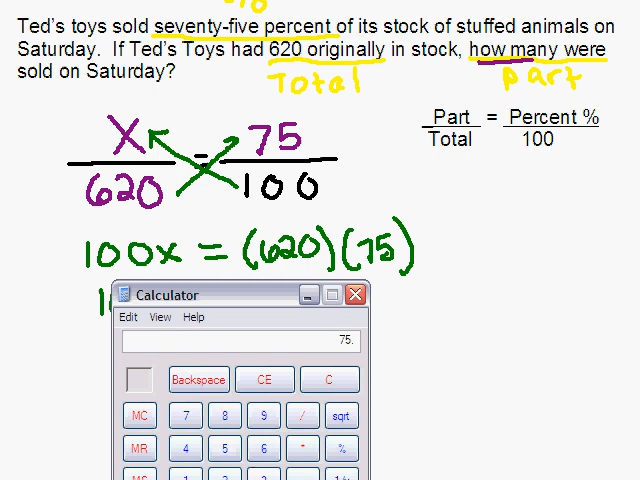 Ted's toys sold seventy-five percent of its stock of stuffed animals on
Saturday. If Ted's Toys had 620 originally in stock, how many were
sold on Saturday?
Total
part
Part = Percent %
Total 100
x = 75
620 100
100x = (620)(75)
Calculator
Edit View Help
75.
Backspace CE C
MC 7 8 9 / sqrt
MR 4 5 6 * %